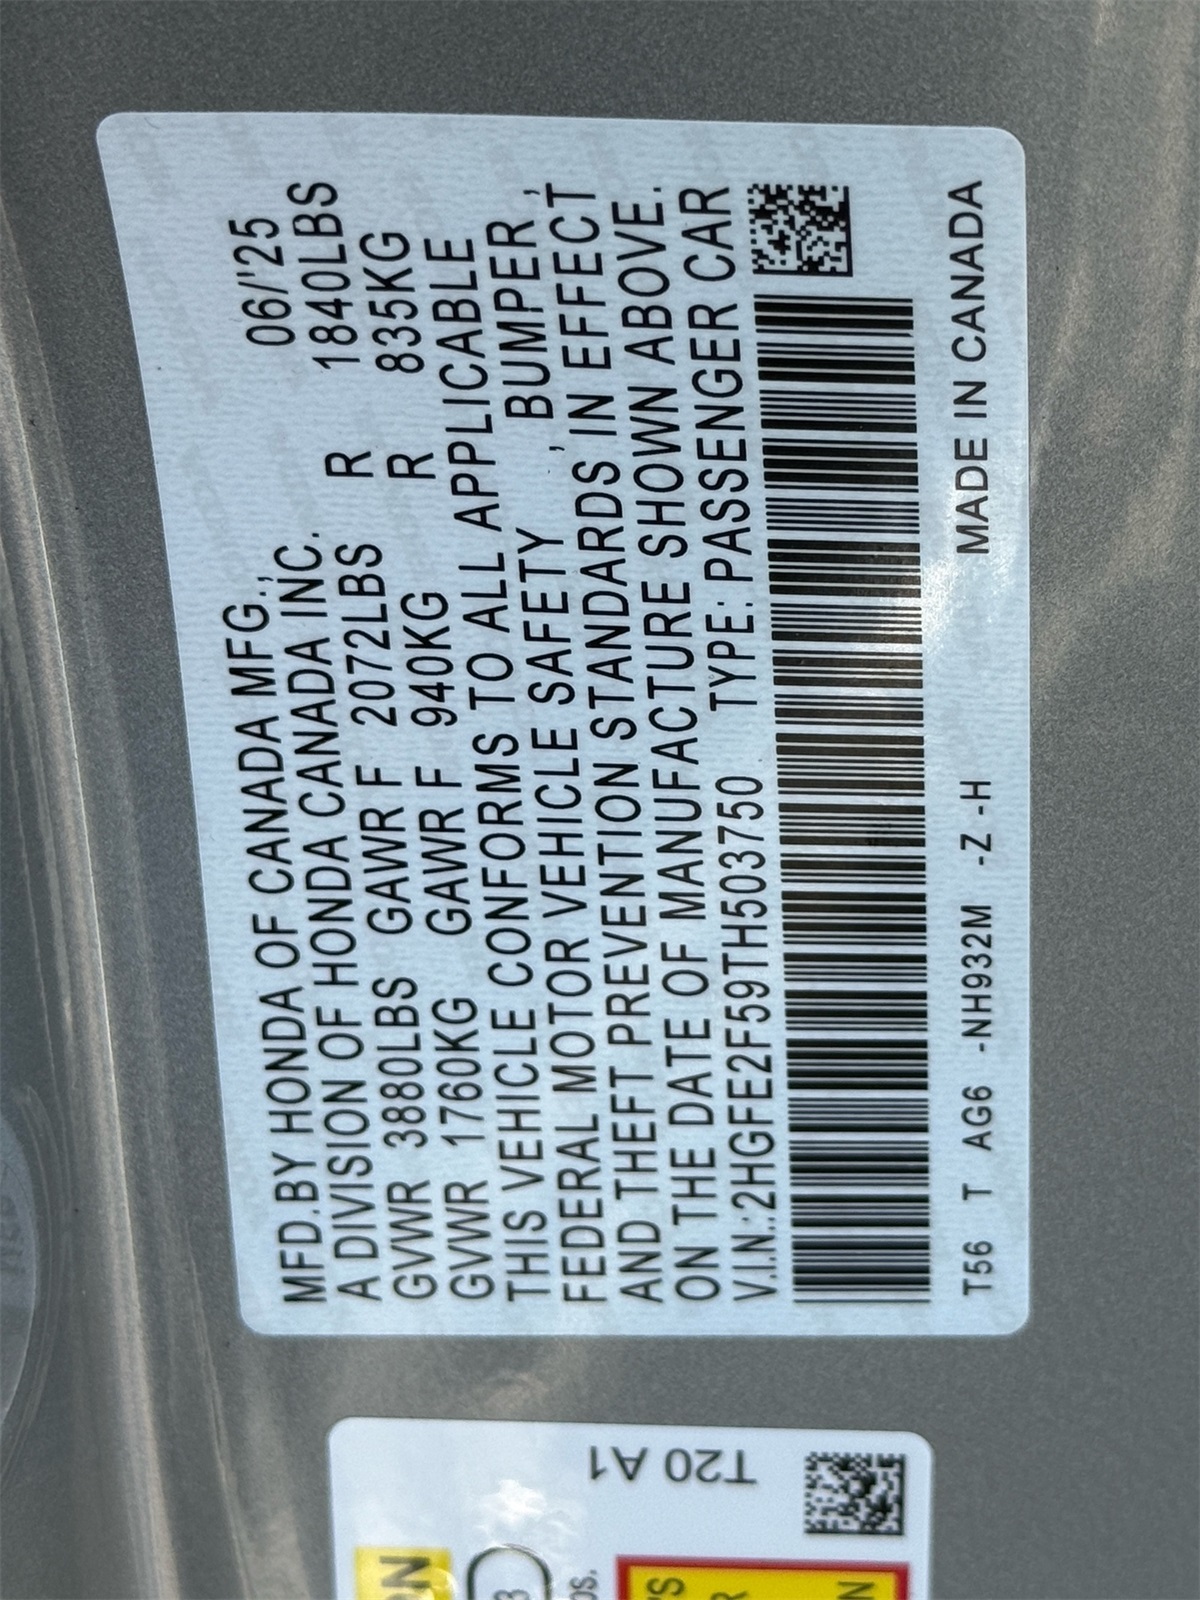 MFD.BY HONDA OF CANADA MFG., 06/'25
A DIVISION OF HONDA CANADA INC.
GVWR 3880LBS GAWR F 2072LBS R 1840LBS
GVWR 1760KG GAWR F 940KG R 835KG
THIS VEHICLE CONFORMS TO ALL APPLICABLE
FEDERAL MOTOR VEHICLE SAFETY , BUMPER ,
AND THEFT PREVENTION STANDARDS IN EFFECT
ON THE DATE OF MANUFACTURE SHOWN ABOVE.
V.I.N.:2HGFE2F59TH503750 TYPE: PASSENGER CAR
T56 T AG6 -NH932M -Z -H MADE IN CANADA
T20 A1